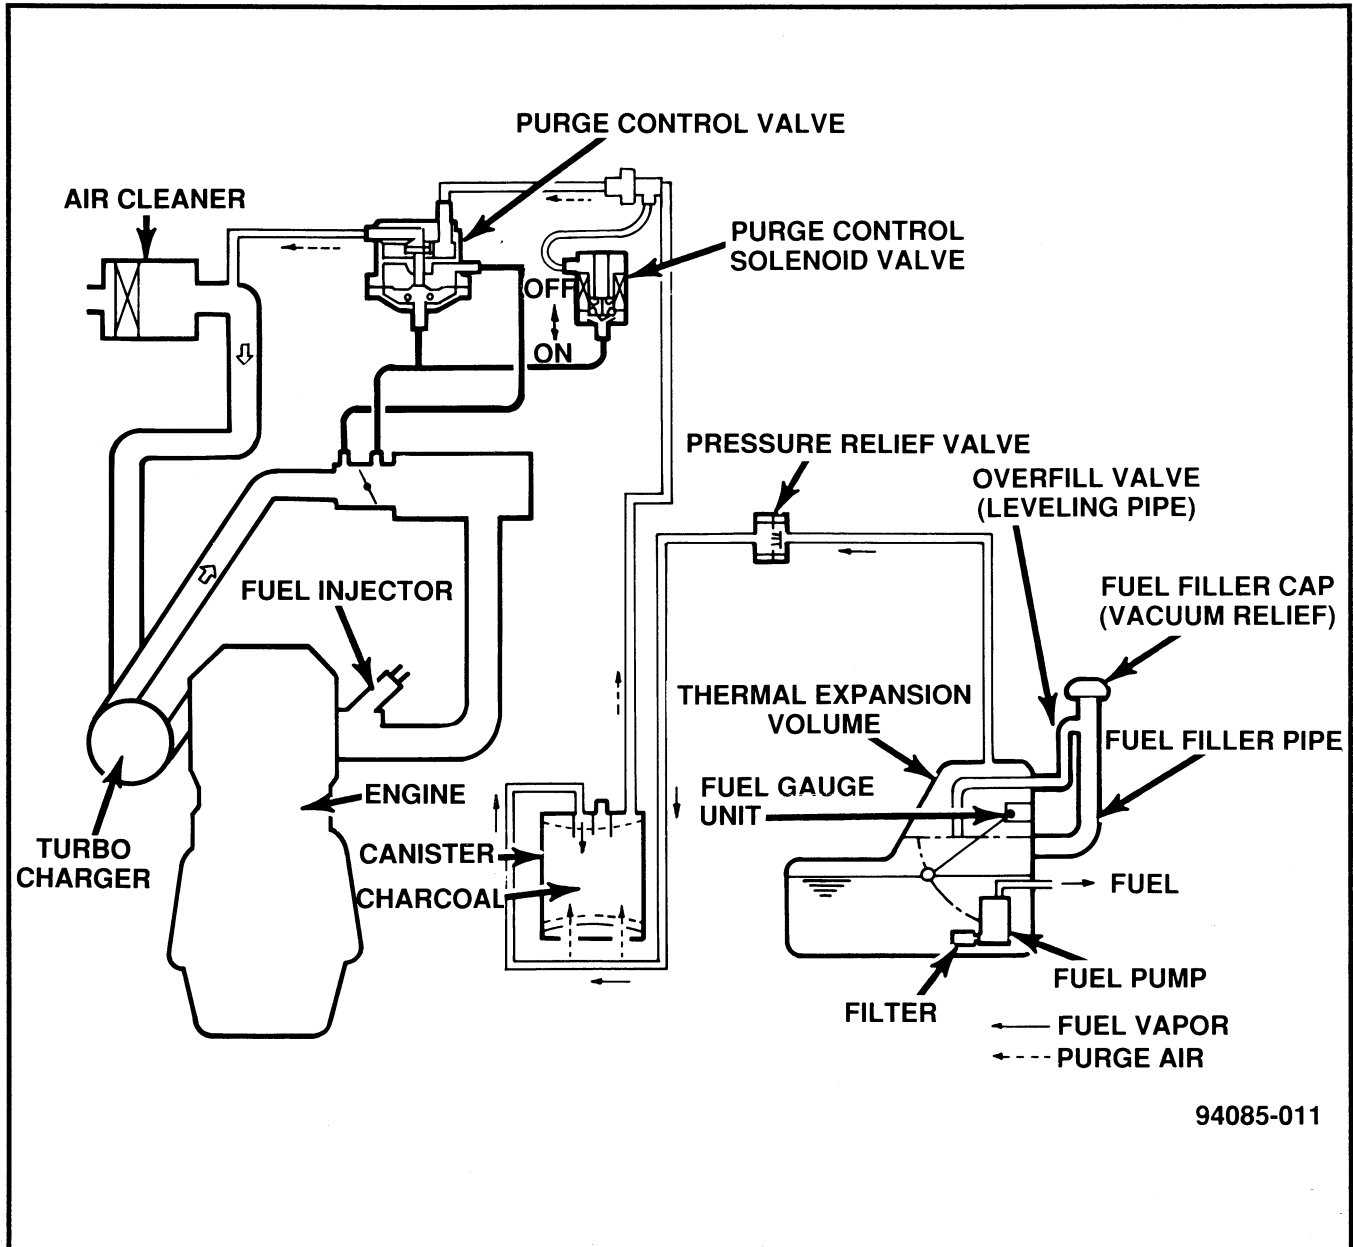 PURGE CONTROL VALVE
AIR CLEANER
PURGE CONTROL
SOLENOID VALVE
OFF
ON
PRESSURE RELIEF VALVE
OVERFILL VALVE
(LEVELING PIPE)
FUEL INJECTOR
FUEL FILLER CAP
(VACUUM RELIEF)
THERMAL EXPANSION
VOLUME
FUEL FILLER PIPE
FUEL GAUGE
UNIT
ENGINE
TURBO
CHARGER
CANISTER
CHARCOAL
FUEL
FUEL PUMP
FILTER
FUEL VAPOR
PURGE AIR
94085-011